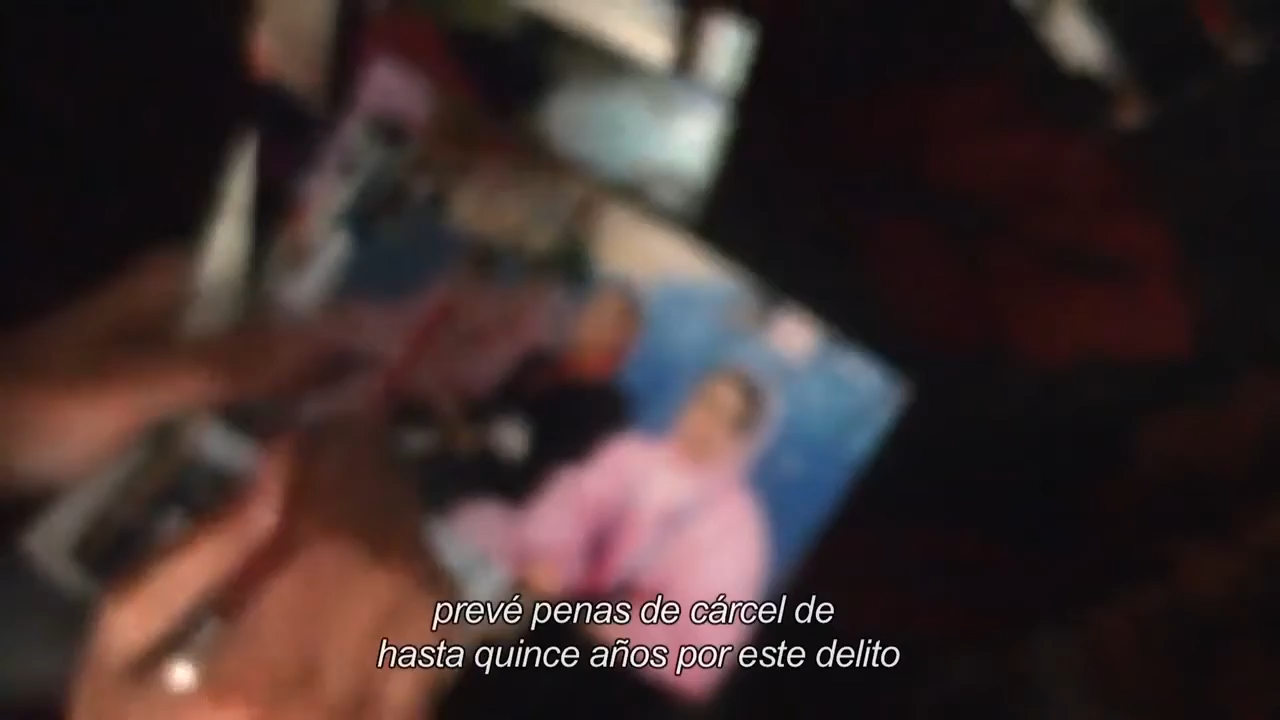 prevé penas de cárcel de
hasta quince años por este delito